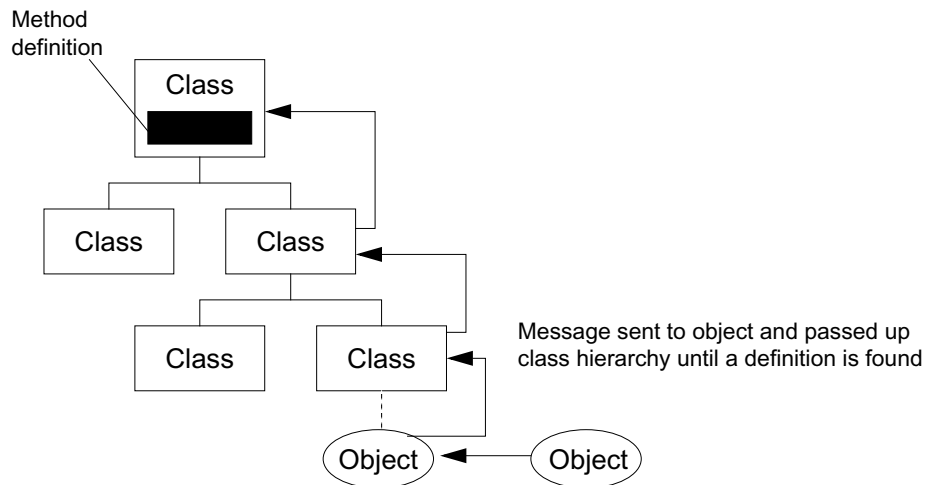 Method
definition
Class
Class
Class
Class
Class
Message sent to object and passed up
class hierarchy until a definition is found
Object
Object